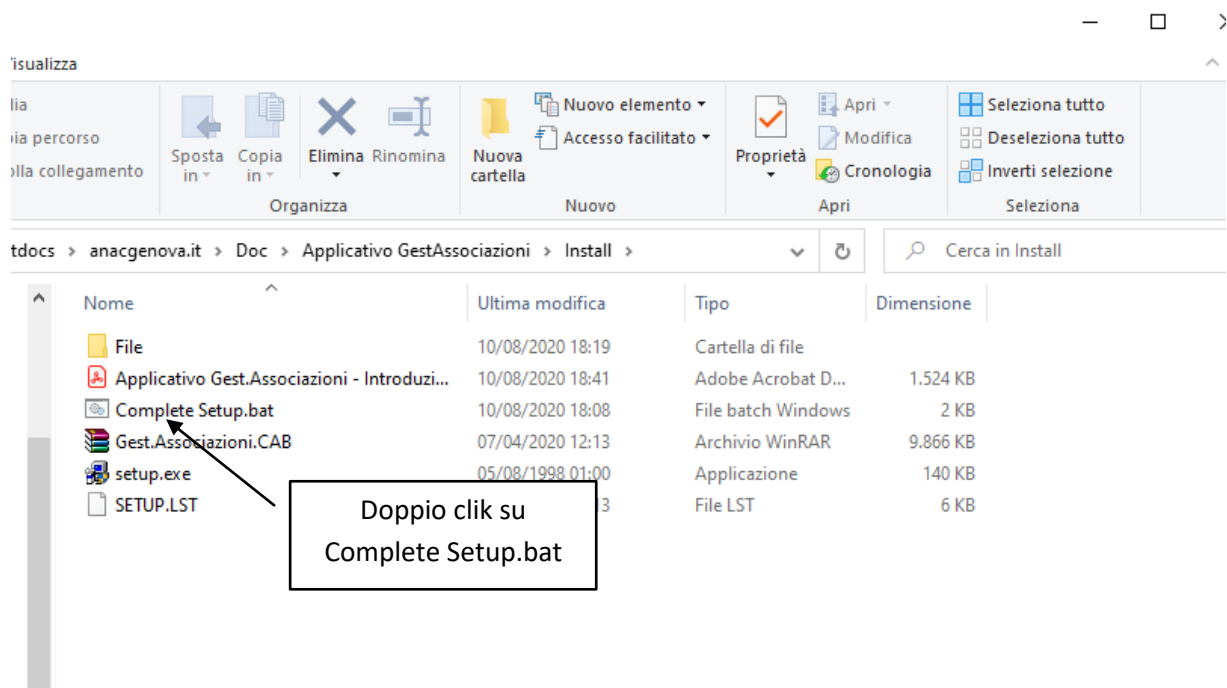 'isualizza
lia
pia percorso
olla collegamento
Sposta in
Copia in
Elimina
Rinomina
Organizza
Nuova cartella
Nuovo elemento
Accesso facilitato
Nuovo
Proprietà
Apri
Modifica
Cronologia
Apri
Seleziona tutto
Deseleziona tutto
Inverti selezione
Seleziona
tdocs > anacgenova.it > Doc > Applicativo GestAssociazioni > Install >
Cerca in Install
Nome Ultima modifica Tipo Dimensione
File 10/08/2020 18:19 Cartella di file
Applicativo Gest.Associazioni - Introduzi... 10/08/2020 18:41 Adobe Acrobat D... 1.524 KB
Complete Setup.bat 10/08/2020 18:08 File batch Windows 2 KB
Gest.Associazioni.CAB 07/04/2020 12:13 Archivio WinRAR 9.866 KB
setup.exe 05/08/1998 01:00 Applicazione 140 KB
SETUP.LST 3 File LST 6 KB
Doppio clik su
Complete Setup.bat